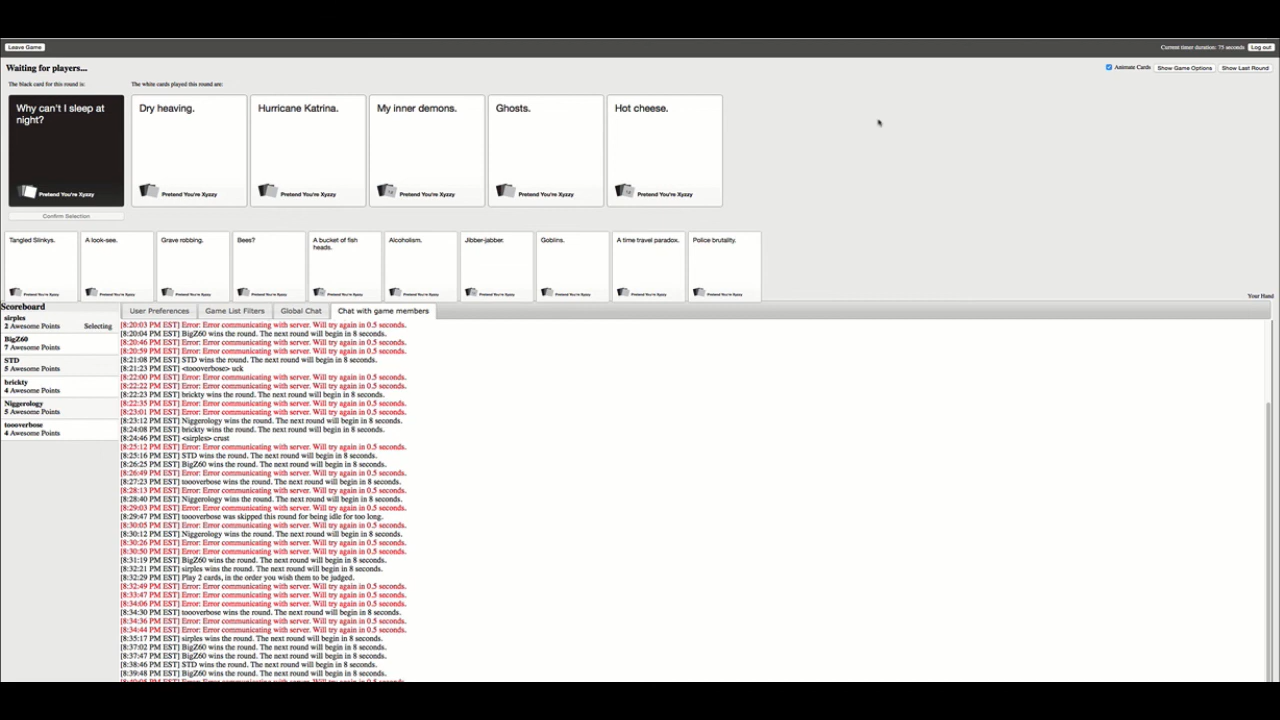 Leave Game
Current timer duration: 75 seconds
Log out
Waiting for players...
Animate Cards
Show Game Options
Show Last Round
The black card for this round is:
The white cards played this round are:
Why can't I sleep at
night?
Pretend You're Xyzzy
Dry heaving.
Pretend You're Xyzzy
Hurricane Katrina.
Pretend You're Xyzzy
My inner demons.
Pretend You're Xyzzy
Ghosts.
Pretend You're Xyzzy
Hot cheese.
Pretend You're Xyzzy
Confirm Selection
Tangled Slinkys.
Pretend You're Xyzzy
A look-see.
Pretend You're Xyzzy
Grave robbing.
Pretend You're Xyzzy
Bees?
Pretend You're Xyzzy
A bucket of fish
heads.
Pretend You're Xyzzy
Alcoholism.
Pretend You're Xyzzy
Jibber-jabber.
Pretend You're Xyzzy
Goblins.
Pretend You're Xyzzy
A time travel paradox.
Pretend You're Xyzzy
Police brutality.
Pretend You're Xyzzy
Your Hand
Scoreboard
sirples
2 Awesome Points
Selecting
BigZ60
7 Awesome Points
STD
5 Awesome Points
brickty
4 Awesome Points
Niggerology
5 Awesome Points
toooverbose
4 Awesome Points
User Preferences
Game List Filters
Global Chat
Chat with game members
[8:20:03 PM EST] Error: Error communicating with server. Will try again in 0.5 seconds.
[8:20:04 PM EST] BigZ60 wins the round. The next round will begin in 8 seconds.
[8:20:46 PM EST] Error: Error communicating with server. Will try again in 0.5 seconds.
[8:20:59 PM EST] Error: Error communicating with server. Will try again in 0.5 seconds.
[8:21:08 PM EST] STD wins the round. The next round will begin in 8 seconds.
[8:21:23 PM EST] <toooverbose> uck
[8:22:00 PM EST] Error: Error communicating with server. Will try again in 0.5 seconds.
[8:22:22 PM EST] Error: Error communicating with server. Will try again in 0.5 seconds.
[8:22:23 PM EST] brickty wins the round. The next round will begin in 8 seconds.
[8:22:35 PM EST] Error: Error communicating with server. Will try again in 0.5 seconds.
[8:23:01 PM EST] Error: Error communicating with server. Will try again in 0.5 seconds.
[8:23:12 PM EST] Niggerology wins the round. The next round will begin in 8 seconds.
[8:24:08 PM EST] brickty wins the round. The next round will begin in 8 seconds.
[8:24:46 PM EST] <sirples> crust
[8:25:12 PM EST] Error: Error communicating with server. Will try again in 0.5 seconds.
[8:25:16 PM EST] STD wins the round. The next round will begin in 8 seconds.
[8:26:25 PM EST] BigZ60 wins the round. The next round will begin in 8 seconds.
[8:26:49 PM EST] Error: Error communicating with server. Will try again in 0.5 seconds.
[8:27:23 PM EST] toooverbose wins the round. The next round will begin in 8 seconds.
[8:28:13 PM EST] Error: Error communicating with server. Will try again in 0.5 seconds.
[8:28:40 PM EST] Niggerology wins the round. The next round will begin in 8 seconds.
[8:29:03 PM EST] Error: Error communicating with server. Will try again in 0.5 seconds.
[8:29:47 PM EST] toooverbose was skipped this round for being idle for too long.
[8:30:05 PM EST] Error: Error communicating with server. Will try again in 0.5 seconds.
[8:30:12 PM EST] Niggerology wins the round. The next round will begin in 8 seconds.
[8:30:26 PM EST] Error: Error communicating with server. Will try again in 0.5 seconds.
[8:30:50 PM EST] Error: Error communicating with server. Will try again in 0.5 seconds.
[8:31:19 PM EST] BigZ60 wins the round. The next round will begin in 8 seconds.
[8:32:21 PM EST] sirples wins the round. The next round will begin in 8 seconds.
[8:32:29 PM EST] Play 2 cards, in the order you wish them to be judged.
[8:32:49 PM EST] Error: Error communicating with server. Will try again in 0.5 seconds.
[8:33:47 PM EST] Error: Error communicating with server. Will try again in 0.5 seconds.
[8:34:06 PM EST] Error: Error communicating with server. Will try again in 0.5 seconds.
[8:34:30 PM EST] toooverbose wins the round. The next round will begin in 8 seconds.
[8:34:36 PM EST] Error: Error communicating with server. Will try again in 0.5 seconds.
[8:34:44 PM EST] Error: Error communicating with server. Will try again in 0.5 seconds.
[8:35:17 PM EST] sirples wins the round. The next round will begin in 8 seconds.
[8:37:02 PM EST] BigZ60 wins the round. The next round will begin in 8 seconds.
[8:37:47 PM EST] BigZ60 wins the round. The next round will begin in 8 seconds.
[8:38:46 PM EST] STD wins the round. The next round will begin in 8 seconds.
[8:39:48 PM EST] BigZ60 wins the round. The next round will begin in 8 seconds.